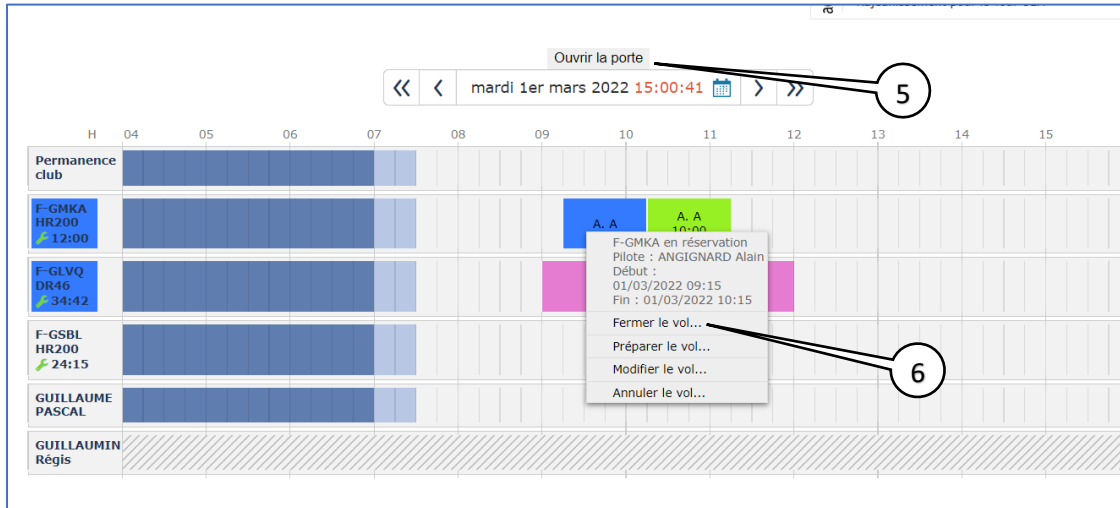 Ouvrir la porte
mardi 1er mars 2022 15:00:41
5
H 04 05 06 07 08 09 10 11 12 13 14 15
Permanence
club
F-GMKA
HR200
12:00
A. A
A. A
10:00
F-GMKA en réservation
Pilote : ANGIGNARD Alain
Début :
01/03/2022 09:15
Fin : 01/03/2022 10:15
Fermer le vol...
Préparer le vol...
Modifier le vol...
Annuler le vol...
6
F-GLVQ
DR46
34:42
F-GSBL
HR200
24:15
GUILLAUME
PASCAL
GUILLAUMIN
Régis